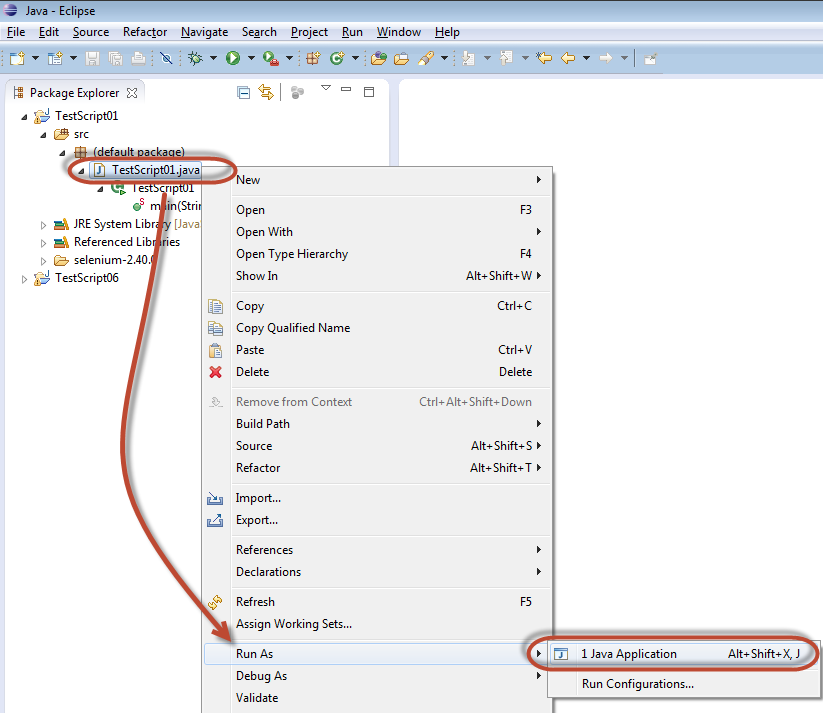 Java - Eclipse
File Edit Source Refactor Navigate Search Project Run Window Help
Package Explorer
TestScript01
src
(default package)
TestScript01.java
TestScript01
main(Strin
JRE System Library [Java
Referenced Libraries
selenium-2.40.0
TestScript06
New
Open F3
Open With
Open Type Hierarchy F4
Show In Alt+Shift+W
Copy Ctrl+C
Copy Qualified Name
Paste Ctrl+V
Delete Delete
Remove from Context Ctrl+Alt+Shift+Down
Build Path
Source Alt+Shift+S
Refactor Alt+Shift+T
Import...
Export...
References
Declarations
Refresh F5
Assign Working Sets...
Run As
Debug As
Validate
1 Java Application Alt+Shift+X, J
Run Configurations...